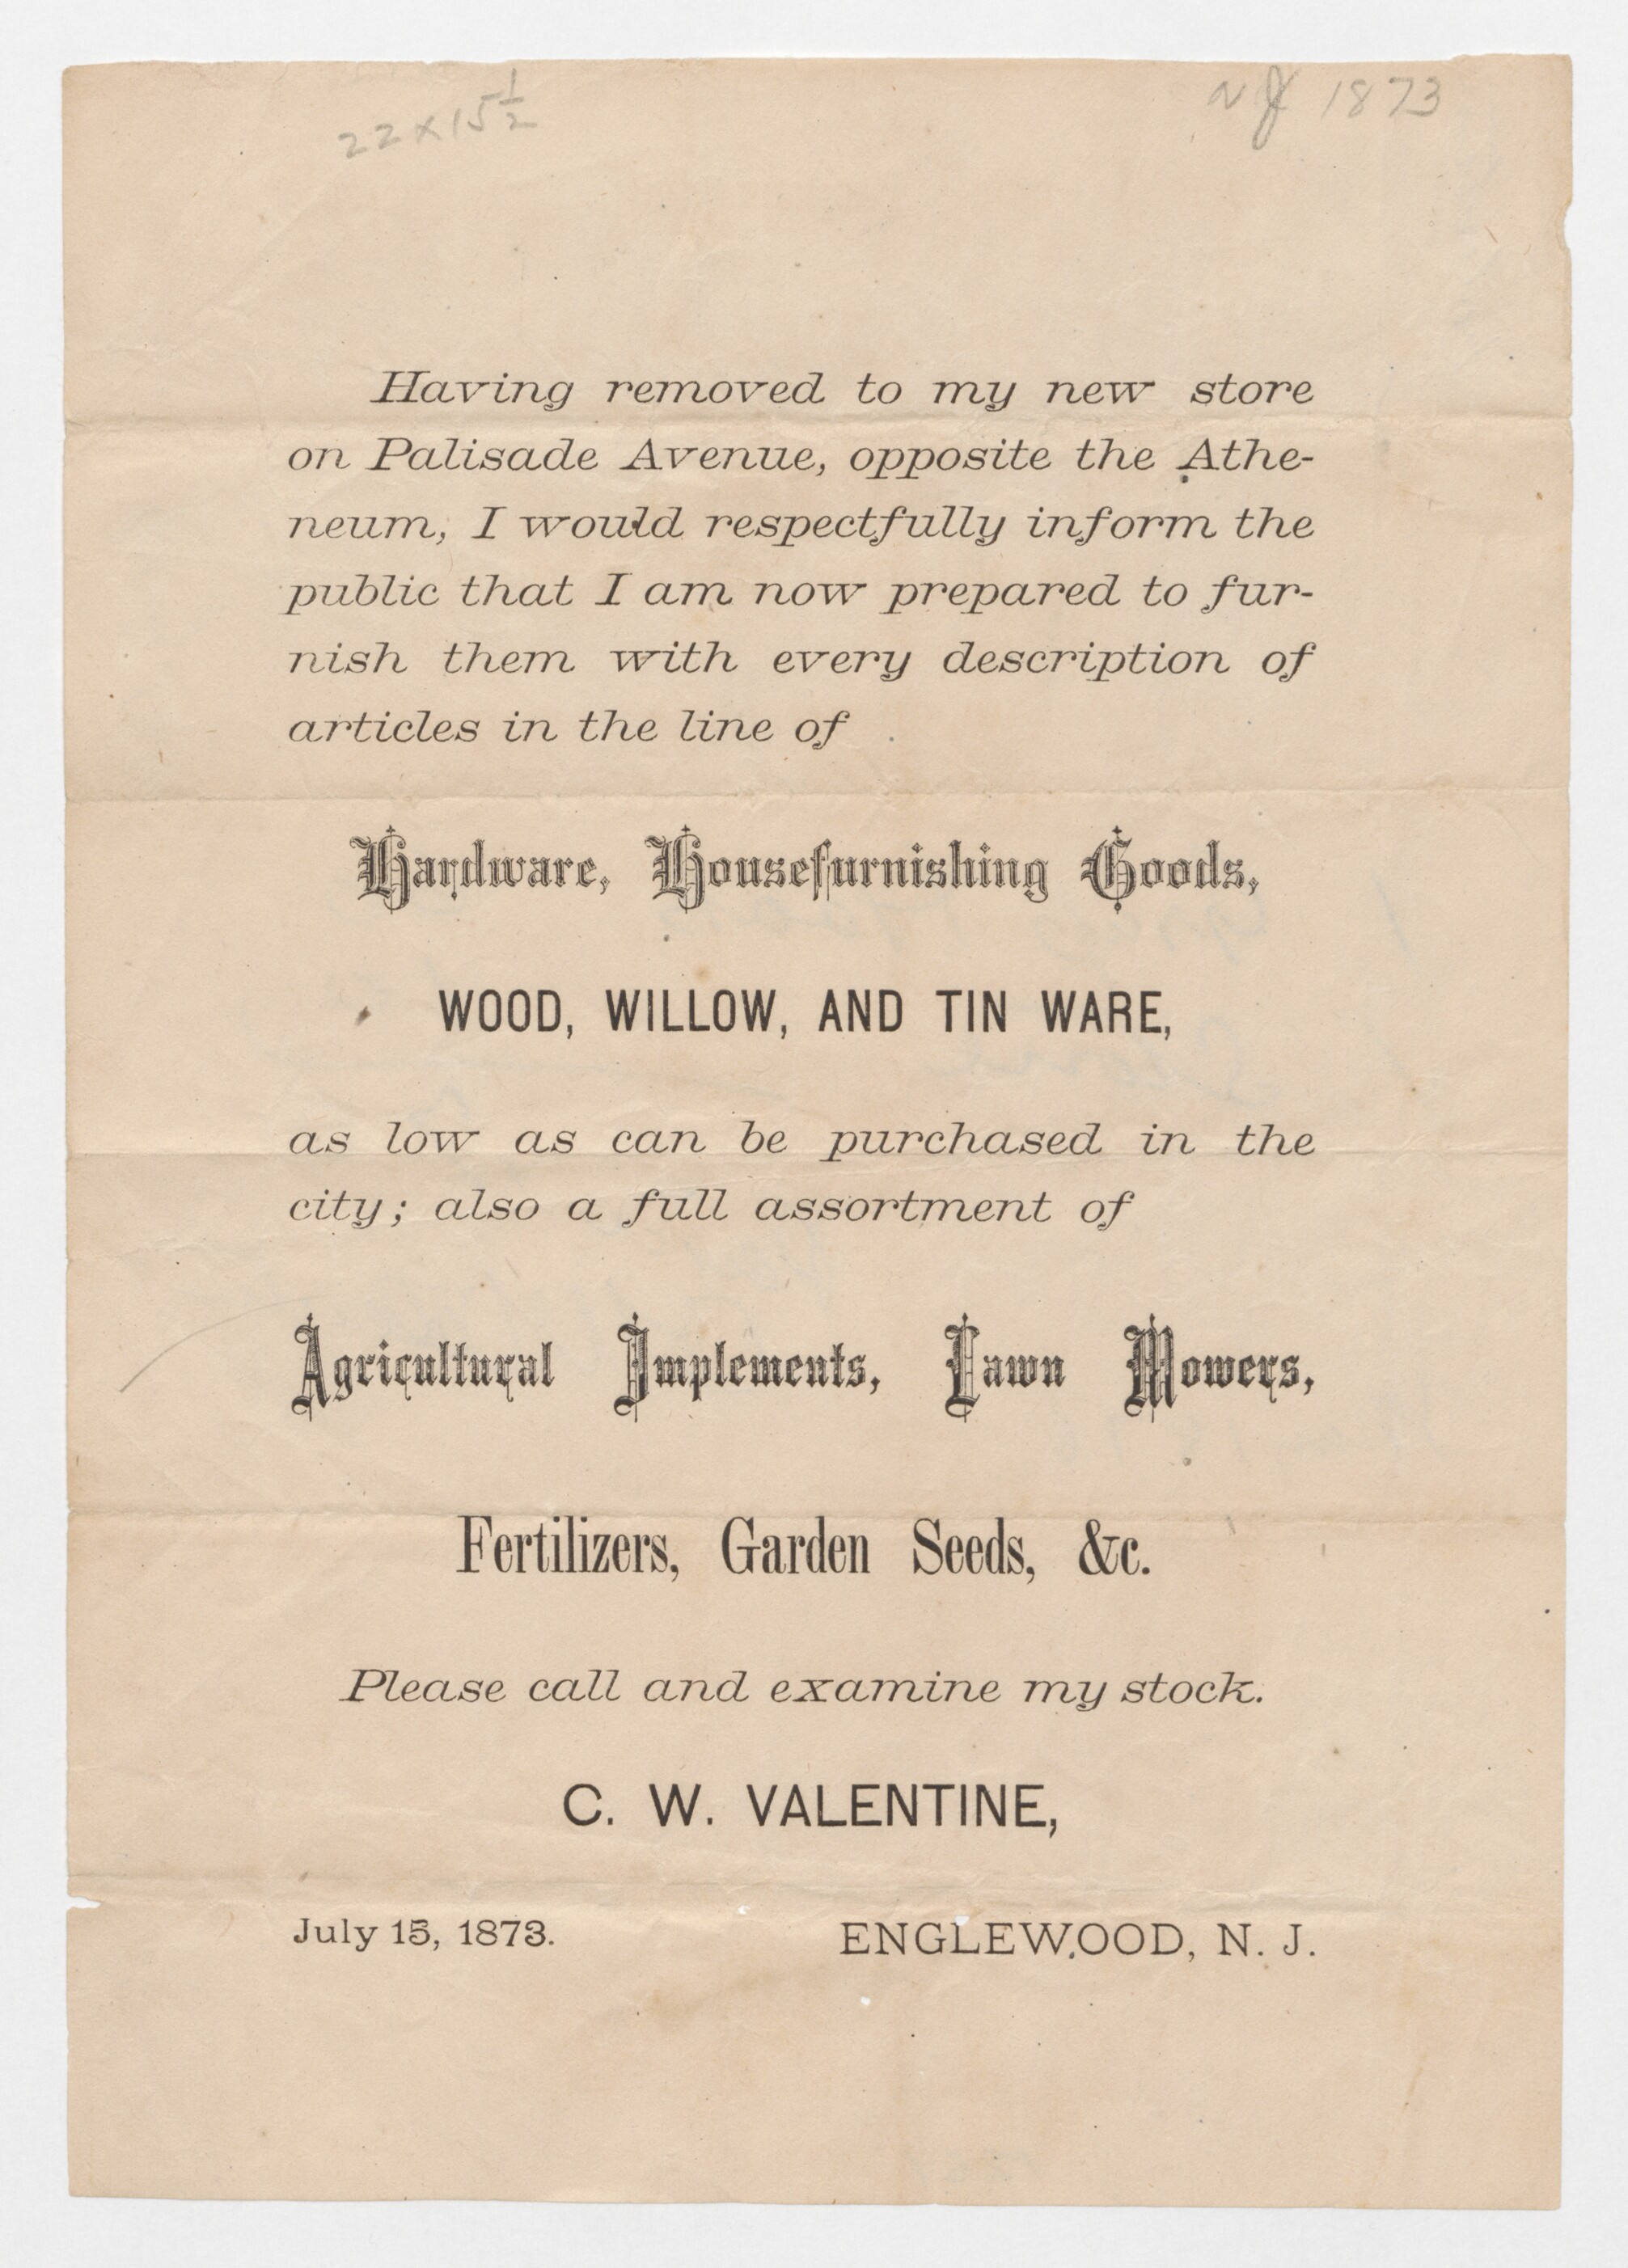 22 x 15 1/2
NJ 1873
Having removed to my new store
on Palisade Avenue, opposite the Athe-
neum, I would respectfully inform the
public that I am now prepared to fur-
nish them with every description of
articles in the line of
Hardware, Housefurnishing Goods,
WOOD, WILLOW, AND TIN WARE,
as low as can be purchased in the
city; also a full assortment of
Agricultural Implements, Lawn Mowers,
Fertilizers, Garden Seeds, &c.
Please call and examine my stock.
C. W. VALENTINE,
July 15, 1873. ENGLEWOOD, N. J.